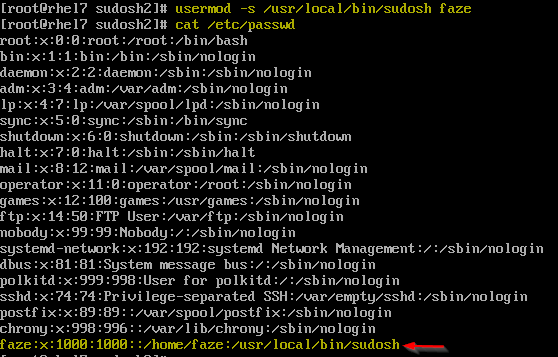 [root@rhel7 sudosh2]# usermod -s /usr/local/bin/sudosh faze
[root@rhel7 sudosh2]# cat /etc/passwd
root:x:0:0:root:/root:/bin/bash
bin:x:1:1:bin:/bin:/sbin/nologin
daemon:x:2:2:daemon:/sbin:/sbin/nologin
adm:x:3:4:adm:/var/adm:/sbin/nologin
lp:x:4:7:lp:/var/spool/lpd:/sbin/nologin
sync:x:5:0:sync:/sbin:/bin/sync
shutdown:x:6:0:shutdown:/sbin:/sbin/shutdown
halt:x:7:0:halt:/sbin:/sbin/halt
mail:x:8:12:mail:/var/spool/mail:/sbin/nologin
operator:x:11:0:operator:/root:/sbin/nologin
games:x:12:100:games:/usr/games:/sbin/nologin
ftp:x:14:50:FTP User:/var/ftp:/sbin/nologin
nobody:x:99:99:Nobody:/:/sbin/nologin
systemd-network:x:192:192:systemd Network Management:/:/sbin/nologin
dbus:x:81:81:System message bus:/:/sbin/nologin
polkitd:x:999:998:User for polkitd:/:/sbin/nologin
sshd:x:74:74:Privilege-separated SSH:/var/empty/sshd:/sbin/nologin
postfix:x:89:89::/var/spool/postfix:/sbin/nologin
chrony:x:998:996::/var/lib/chrony:/sbin/nologin
faze:x:1000:1000::/home/faze:/usr/local/bin/sudosh
[root@rhel7 sudosh2]#